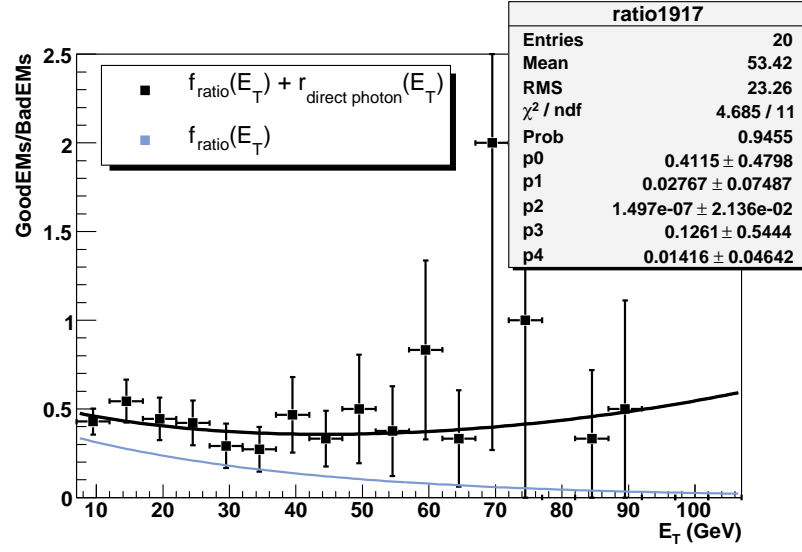 ratio1917
Entries 20
Mean 53.42
RMS 23.26
χ² / ndf 4.685 / 11
Prob 0.9455
p0 0.4115 ± 0.4798
p1 0.02767 ± 0.07487
p2 1.497e-07 ± 2.136e-02
p3 0.1261 ± 0.5444
p4 0.01416 ± 0.04642
GoodEMs/BadEMs
f_ratio(E_T) + r_direct photon(E_T)
f_ratio(E_T)
2.5
2
1.5
1
0.5
0
10 20 30 40 50 60 70 80 90 100
E_T (GeV)